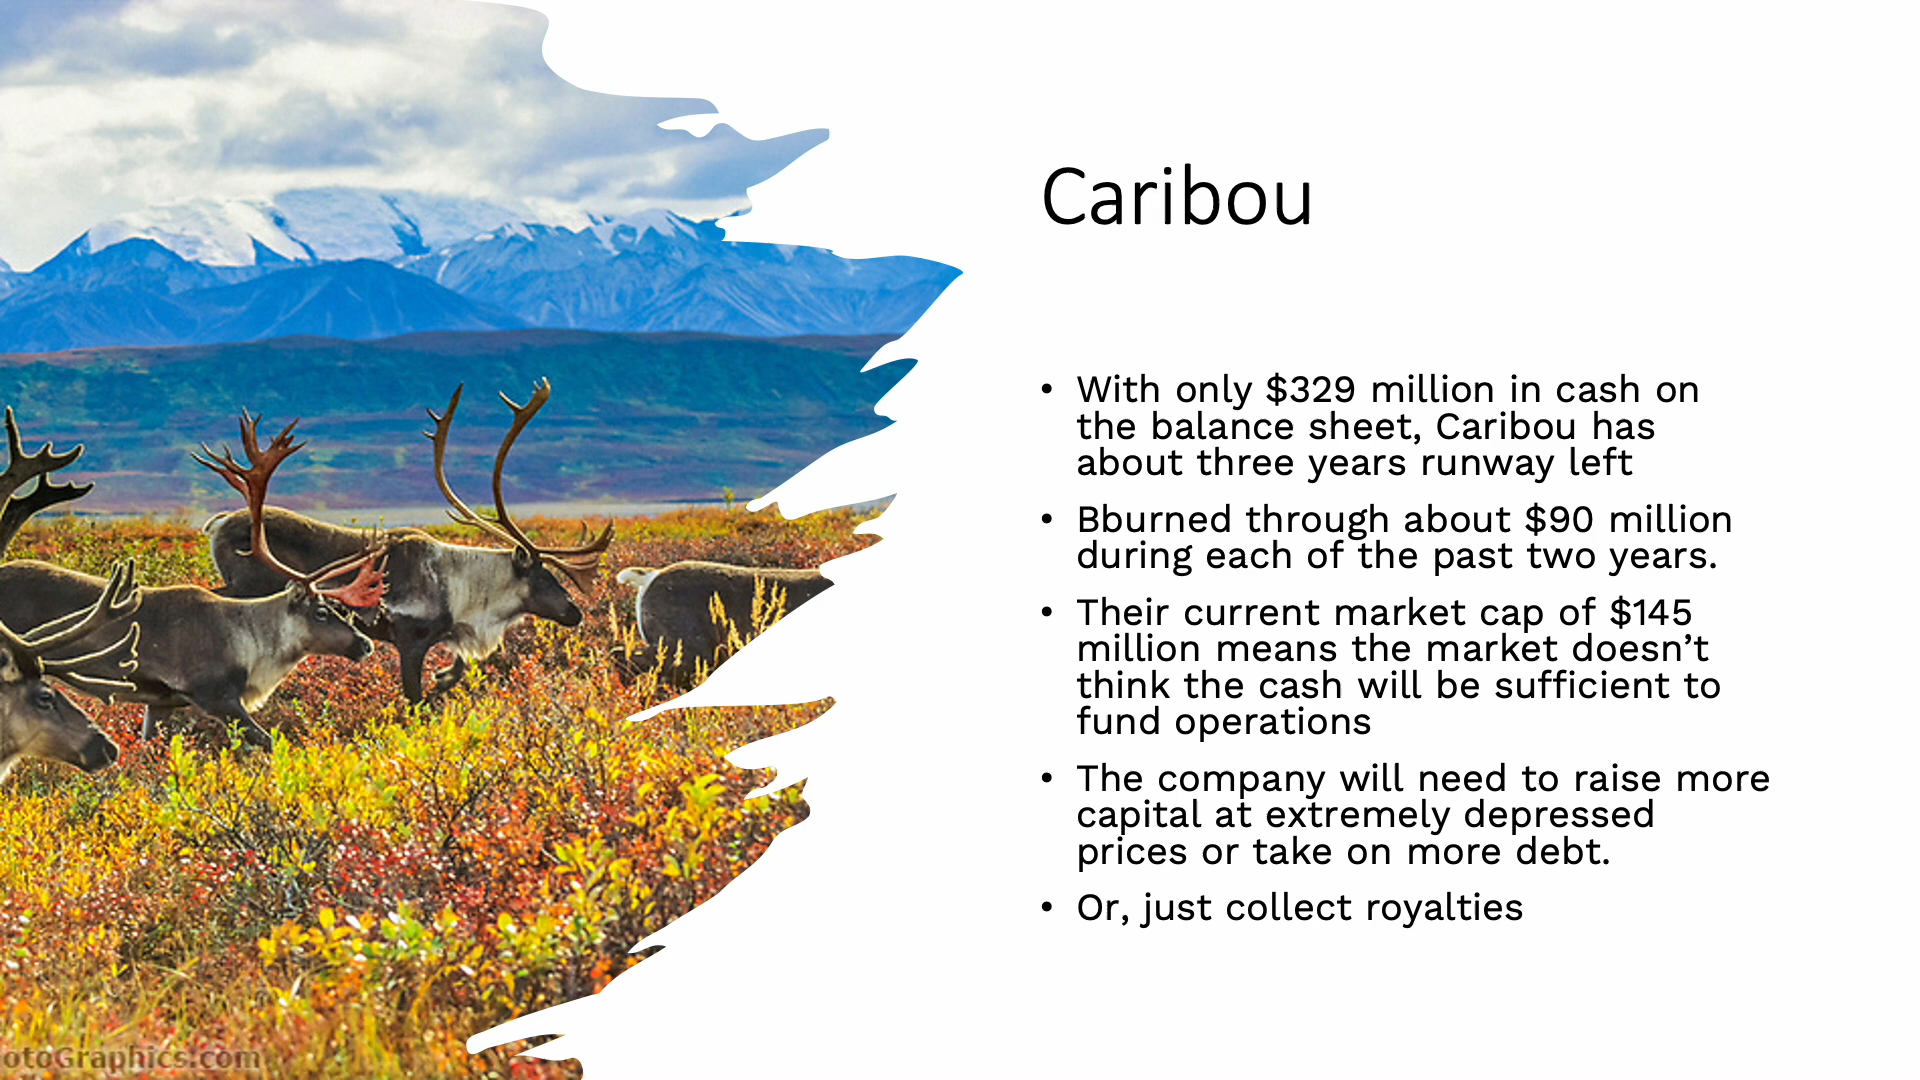 Caribou
• With only $329 million in cash on
the balance sheet, Caribou has
about three years runway left
• Bburned through about $90 million
during each of the past two years.
• Their current market cap of $145
million means the market doesn’t
think the cash will be sufficient to
fund operations
• The company will need to raise more
capital at extremely depressed
prices or take on more debt.
• Or, just collect royalties
otoGraphics.com